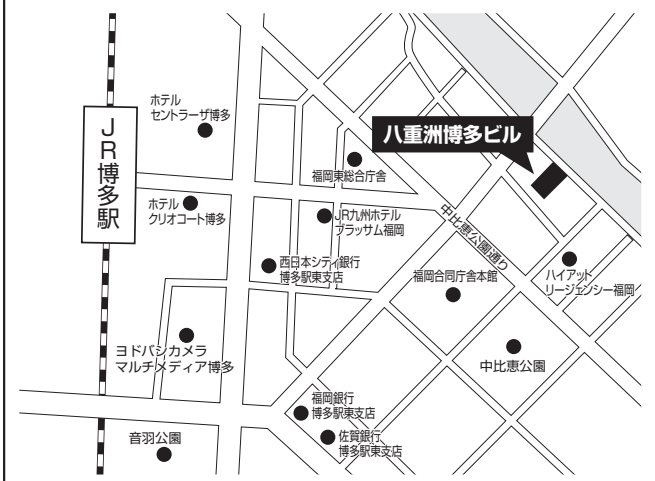 ホテル
セントラーザ博多
八重洲博多ビル
JR博多駅
福岡東総合庁舎
ホテル
クリオコート博多
JR九州ホテル
ブラッサム福岡
中比恵公園通り
西日本シティ銀行
博多駅東支店
福岡合同庁舎本館
ハイアット
リージェンシー福岡
ヨドバシカメラ
マルチメディア博多
中比恵公園
福岡銀行
博多駅東支店
音羽公園
佐賀銀行
博多駅東支店